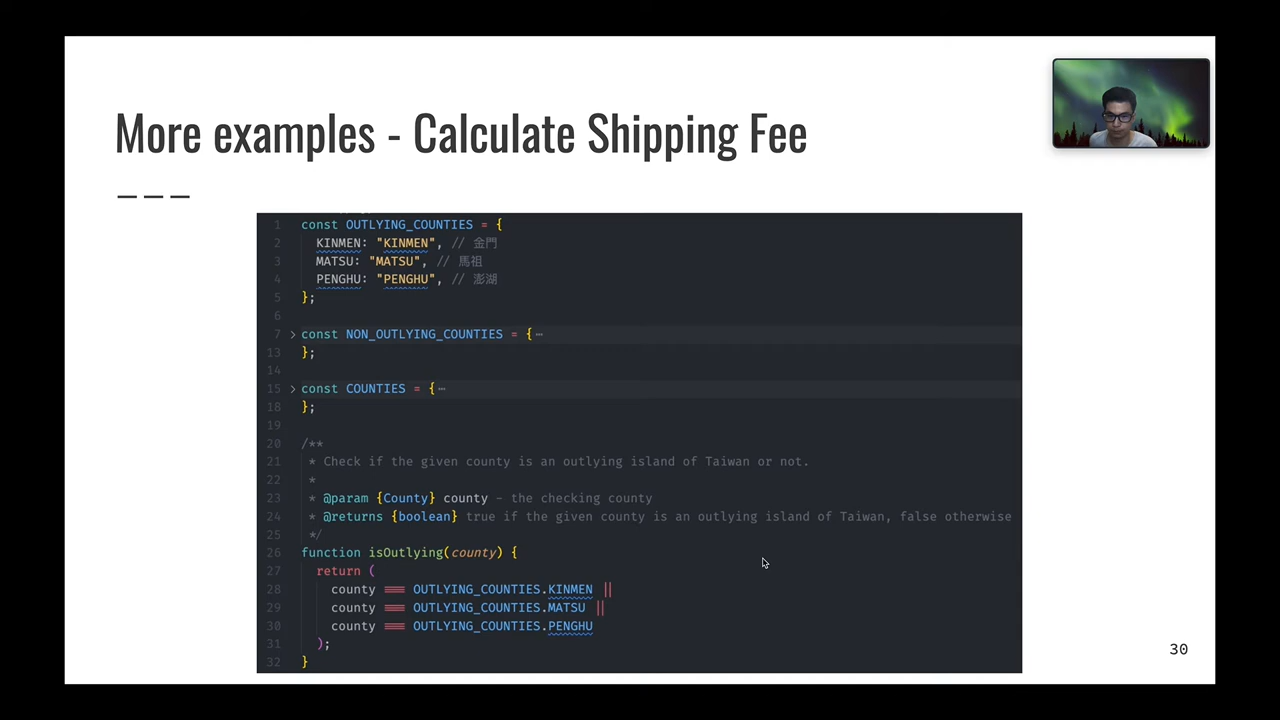 More examples - Calculate Shipping Fee
1 const OUTLYING_COUNTIES = {
2 KINMEN: "KINMEN", // 金門
3 MATSU: "MATSU", // 馬祖
4 PENGHU: "PENGHU", // 澎湖
5 };
6
7 > const NON_OUTLYING_COUNTIES = { ⋯
13 };
14
15 > const COUNTIES = { ⋯
18 };
19
20 /**
21 * Check if the given county is an outlying island of Taiwan or not.
22 *
23 * @param {County} county - the checking county
24 * @returns {boolean} true if the given county is an outlying island of Taiwan, false otherwise
25 */
26 function isOutlying(county) {
27 return (
28 county === OUTLYING_COUNTIES.KINMEN ||
29 county === OUTLYING_COUNTIES.MATSU ||
30 county === OUTLYING_COUNTIES.PENGHU
31 );
32 }
30